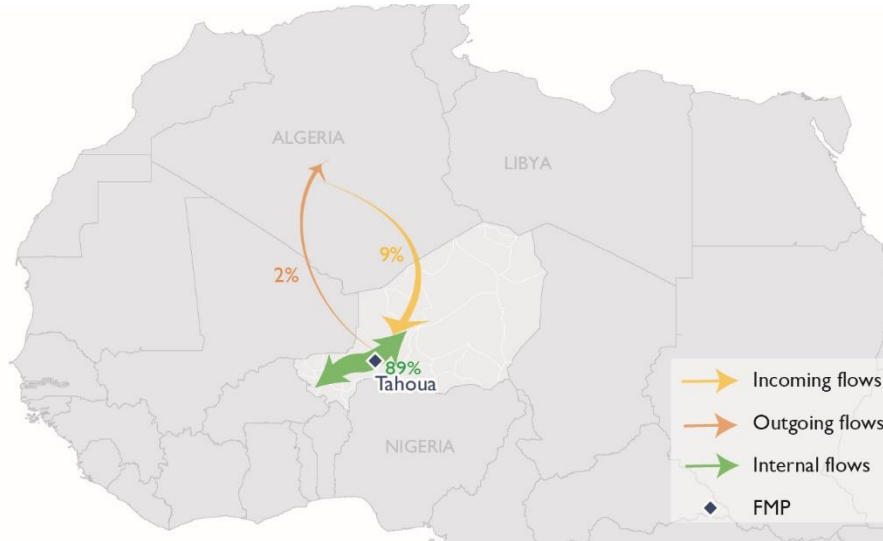 ALGERIA
LIBYA
9%
2%
89%
Tahoua
NIGERIA
Incoming flows
Outgoing flows
Internal flows
FMP